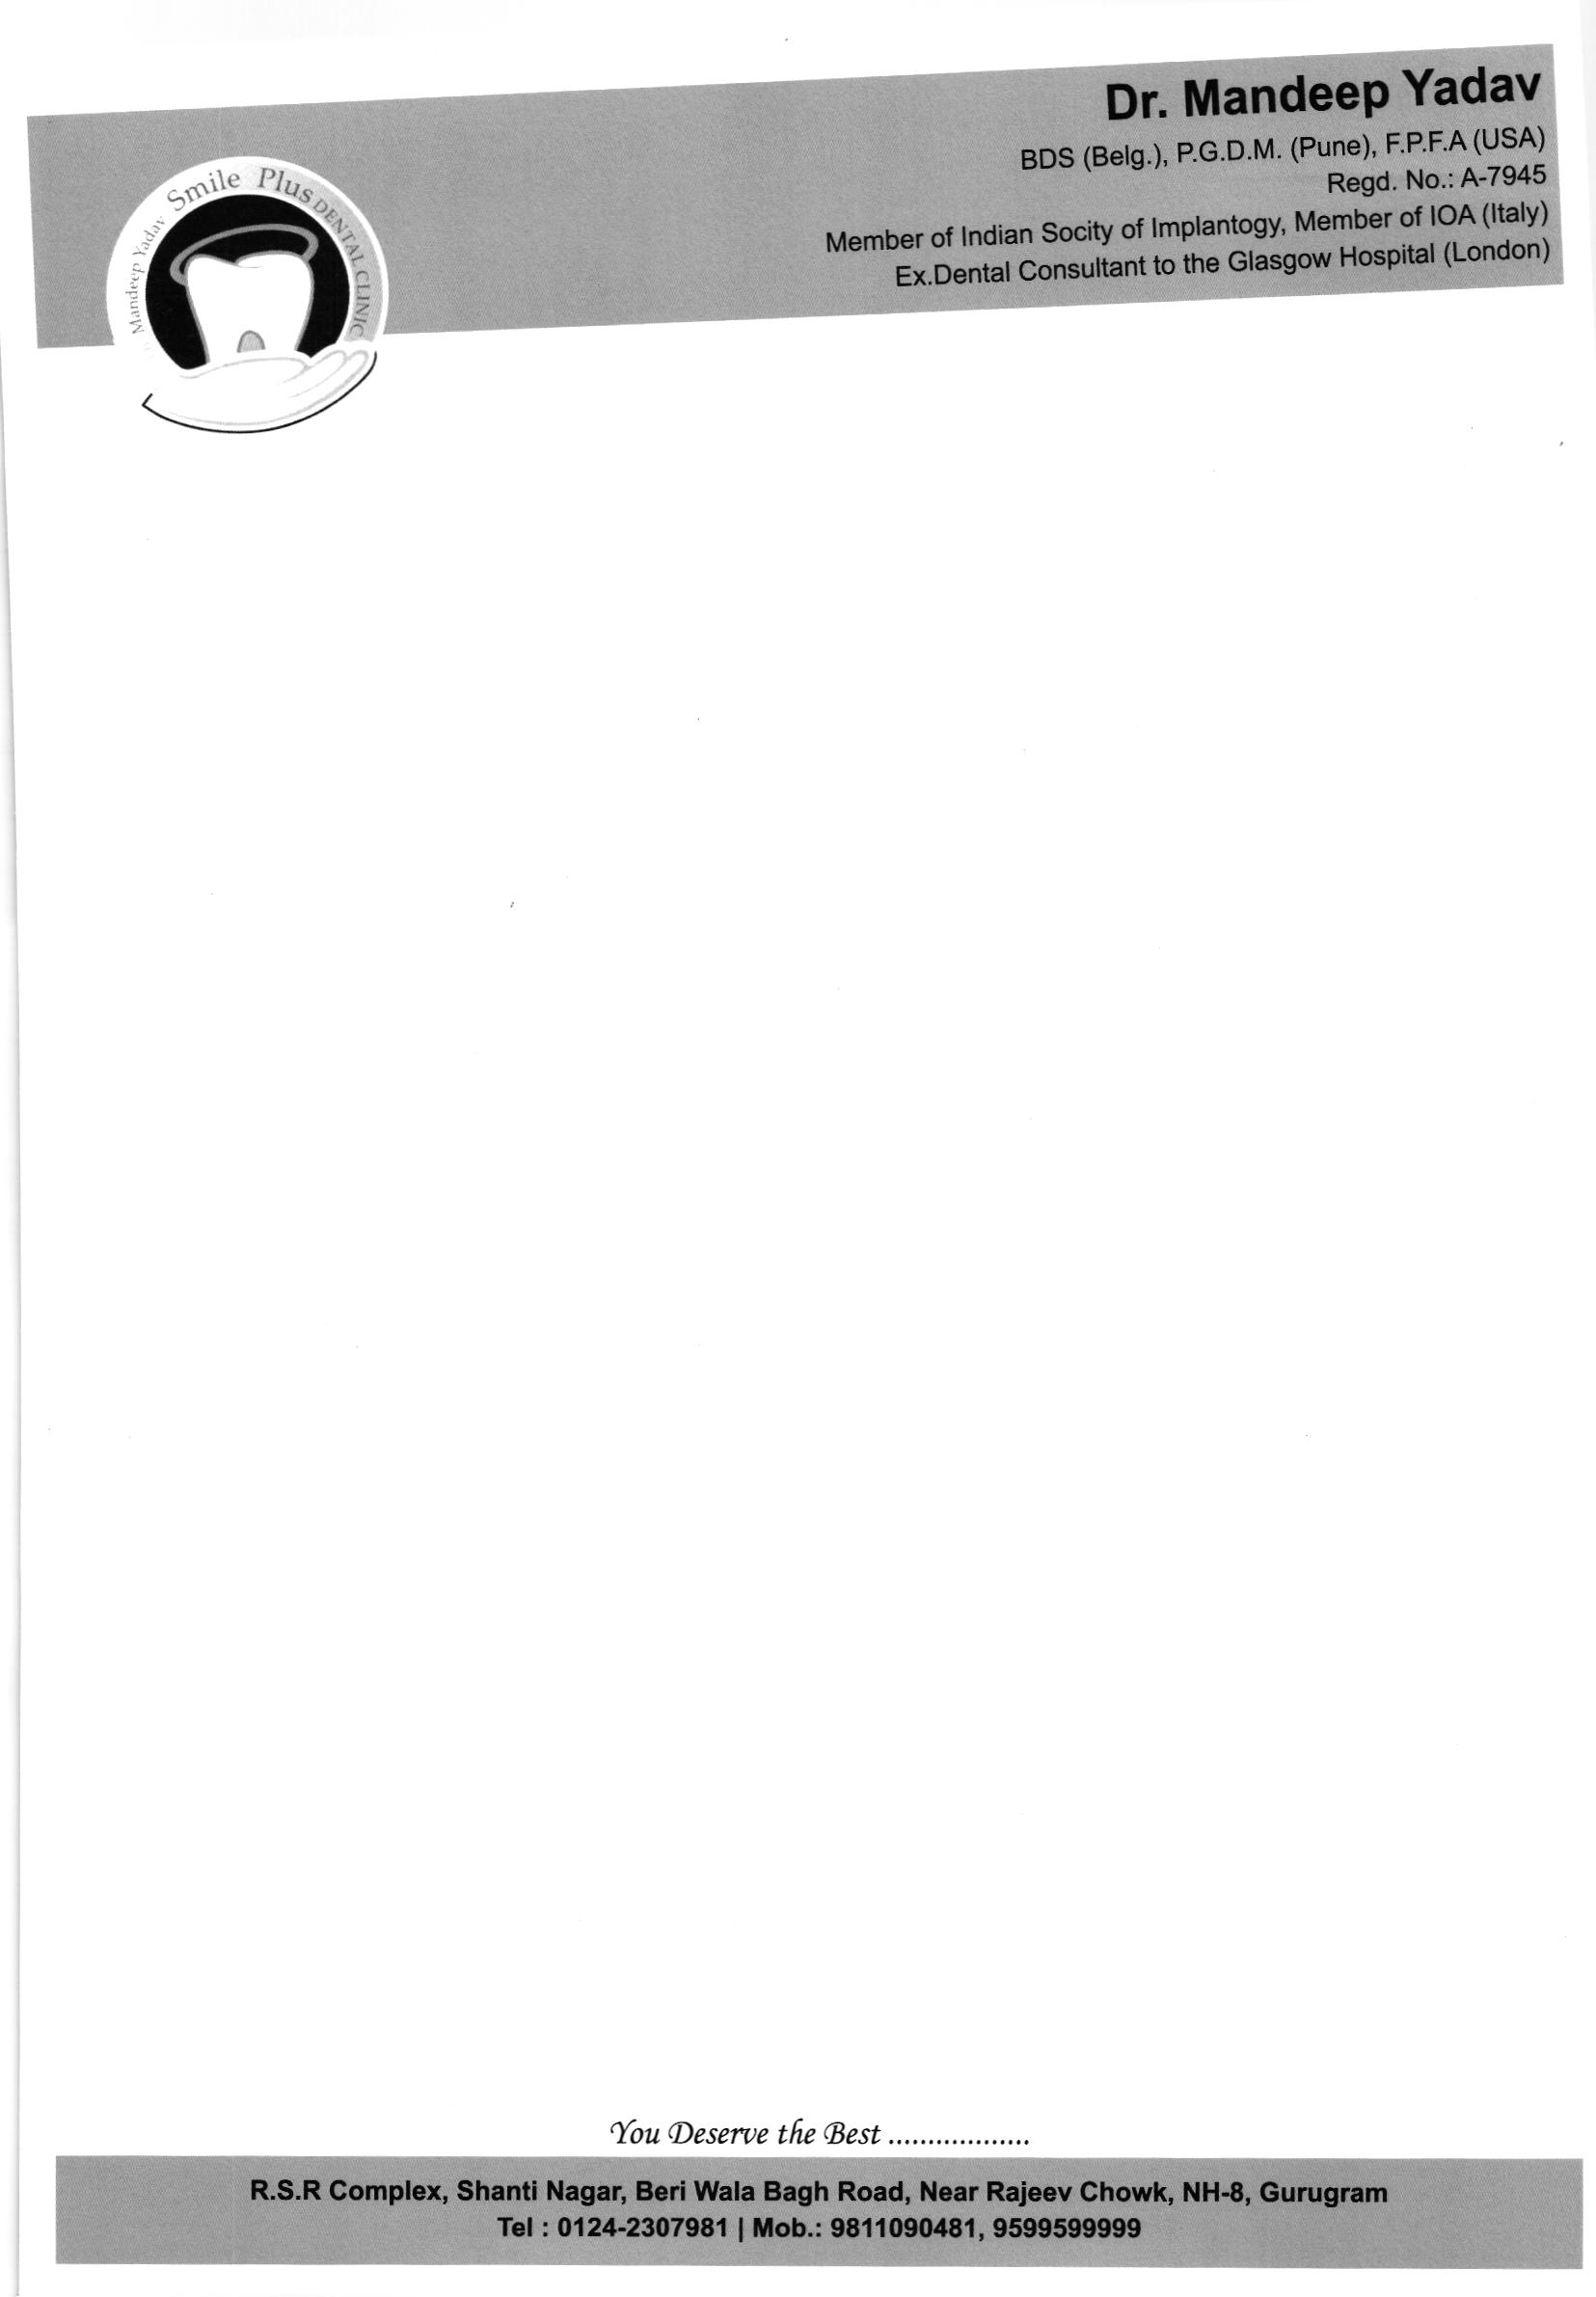 Dr. Mandeep Yadav
BDS (Belg.), P.G.D.M. (Pune), F.P.F.A (USA)
Regd. No.: A-7945
Member of Indian Socity of Implantogy, Member of IOA (Italy)
Ex.Dental Consultant to the Glasgow Hospital (London)
Mandeep Yadav Smile Plus DENTAL CLINIC
You Deserve the Best ..................
R.S.R Complex, Shanti Nagar, Beri Wala Bagh Road, Near Rajeev Chowk, NH-8, Gurugram
Tel : 0124-2307981 | Mob.: 9811090481, 9599599999